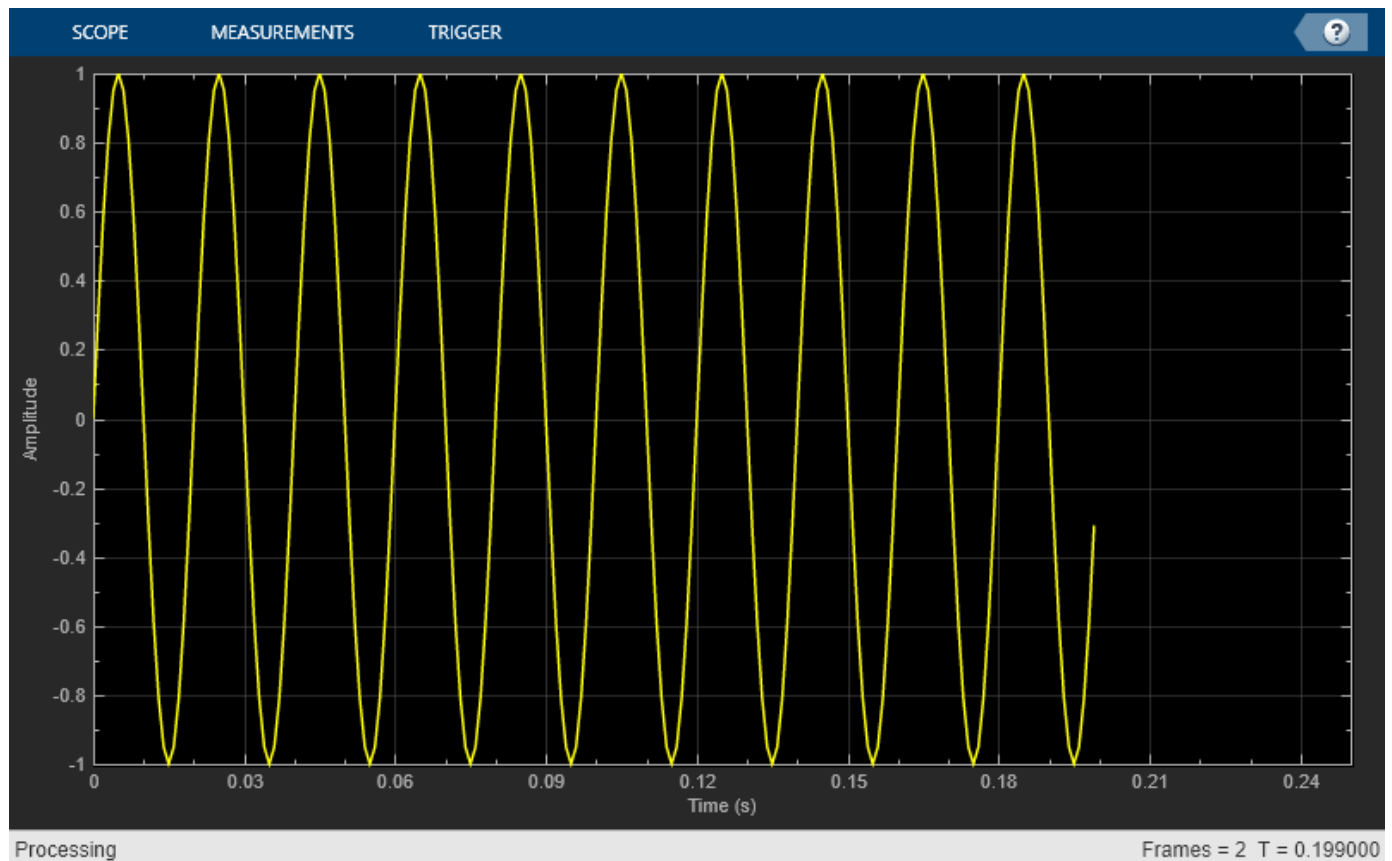 SCOPE MEASUREMENTS TRIGGER ?
1
0.8
0.6
0.4
0.2
0
-0.2
-0.4
-0.6
-0.8
-1
Amplitude
0 0.03 0.06 0.09 0.12 0.15 0.18 0.21 0.24
Time (s)
Processing Frames = 2 T = 0.199000